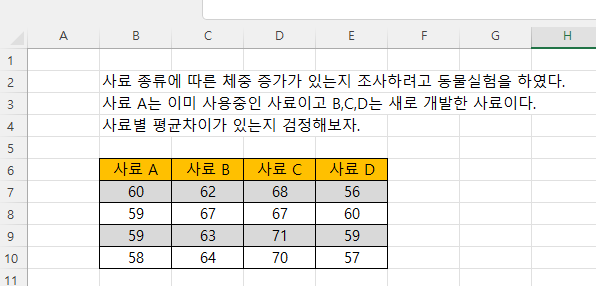 A B C D E F G H
1
2 사료 종류에 따른 체중 증가가 있는지 조사하려고 동물실험을 하였다.
3 사료 A는 이미 사용중인 사료이고 B,C,D는 새로 개발한 사료이다.
4 사료별 평균차이가 있는지 검정해보자.
5
6 사료 A 사료 B 사료 C 사료 D
7 60 62 68 56
8 59 67 67 60
9 59 63 71 59
10 58 64 70 57
11